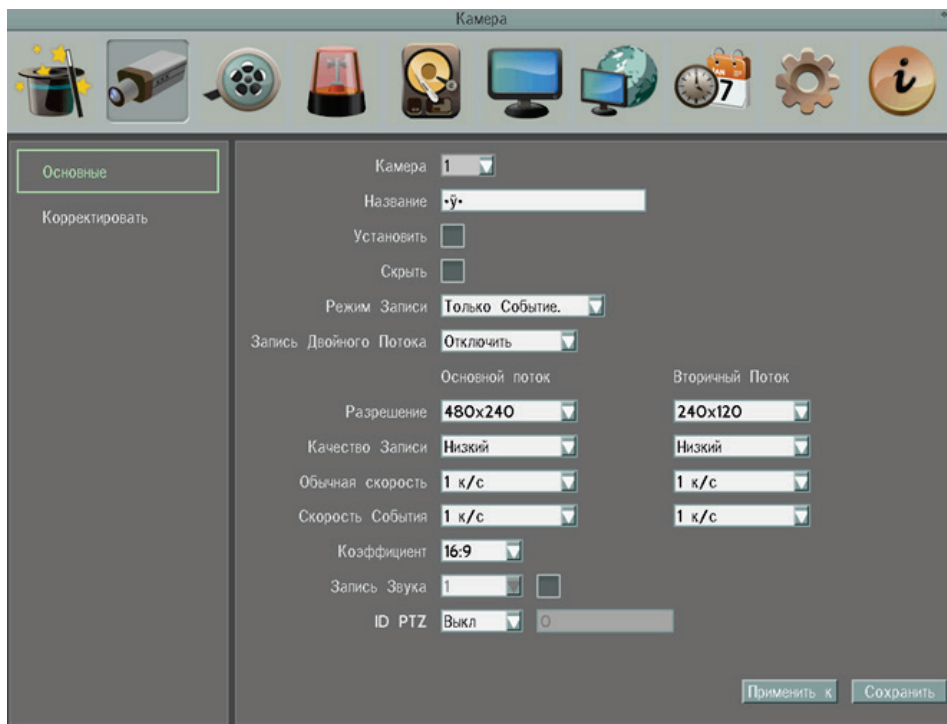 Камера
7
Основные
Корректировать
Камера 1
Название •ÿ•
Установить
Скрыть
Режим Записи Только Событие.
Запись Двойного Потока Отключить
Основной поток Вторичный Поток
Разрешение 480x240 240x120
Качество Записи Низкий Низкий
Обычная скорость 1 к/с 1 к/с
Скорость События 1 к/с 1 к/с
Коэффициент 16:9
Запись Звука 1
ID PTZ Выкл 0
Применить к Сохранить